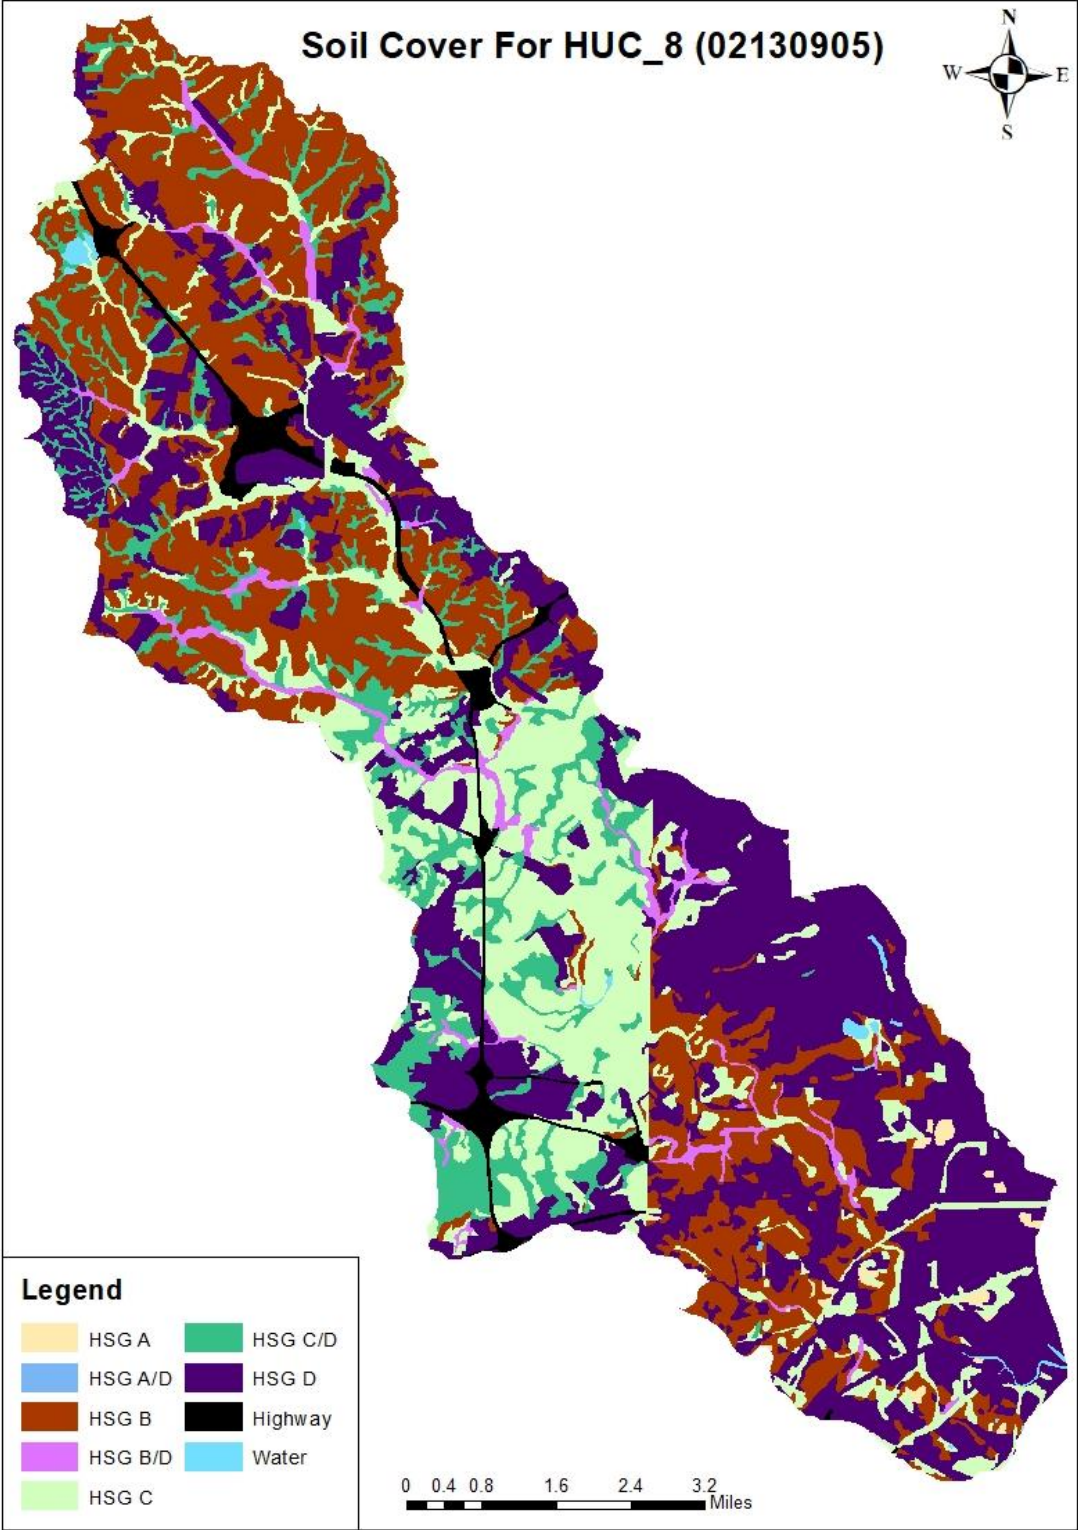 Soil Cover For HUC_8 (02130905)
N
W E
S
Legend
HSG A
HSG A/D
HSG B
HSG B/D
HSG C
HSG C/D
HSG D
Highway
Water
0 0.4 0.8 1.6 2.4 3.2
Miles